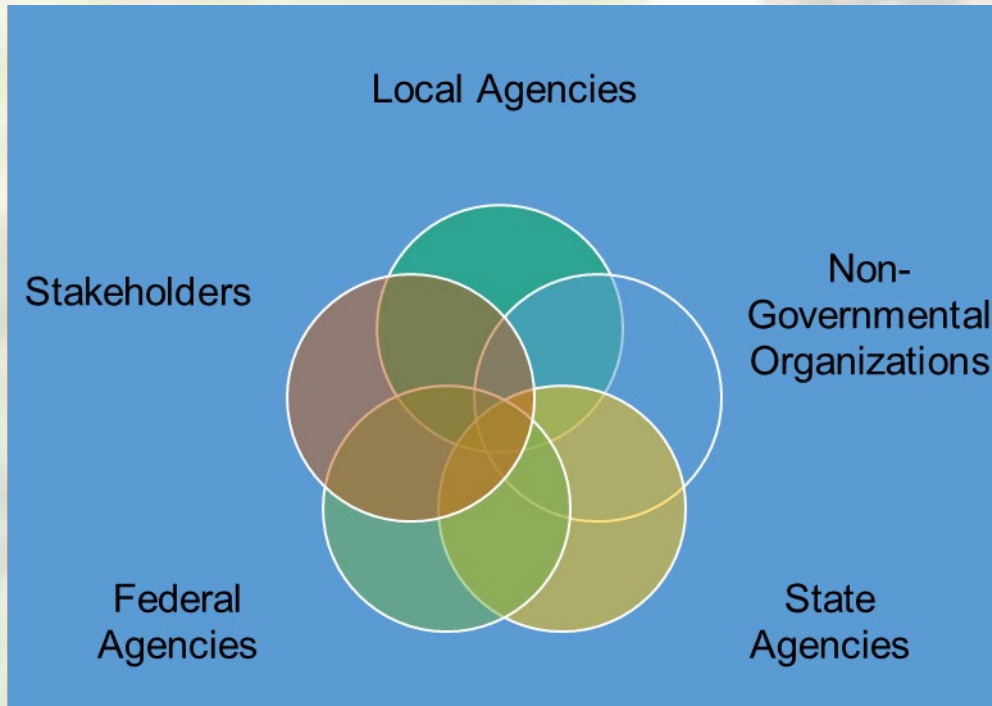 Local Agencies
Stakeholders
Non-
Governmental
Organizations
Federal
Agencies
State
Agencies